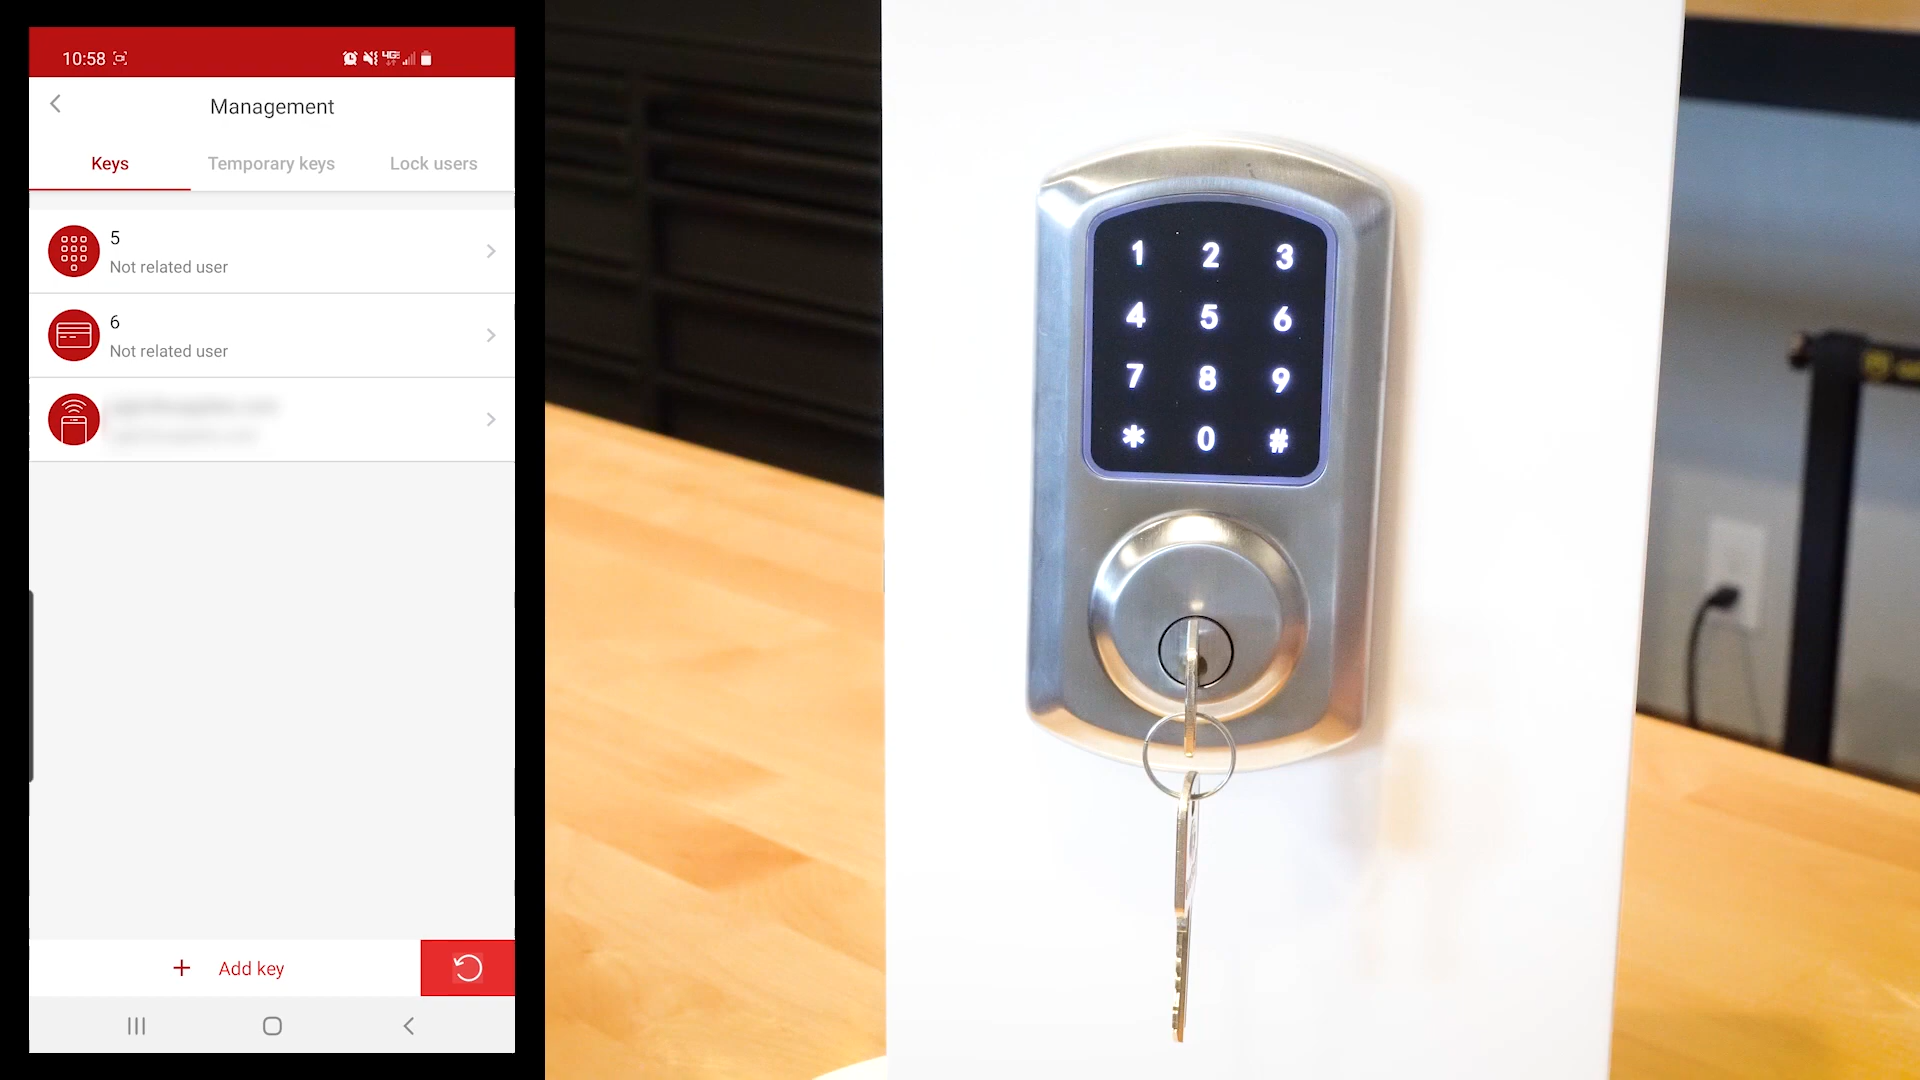 10:58
4GE
Management
Keys
Temporary keys
Lock users
5
Not related user
6
Not related user
+ Add key
1 2 3
4 5 6
7 8 9
* 0 #